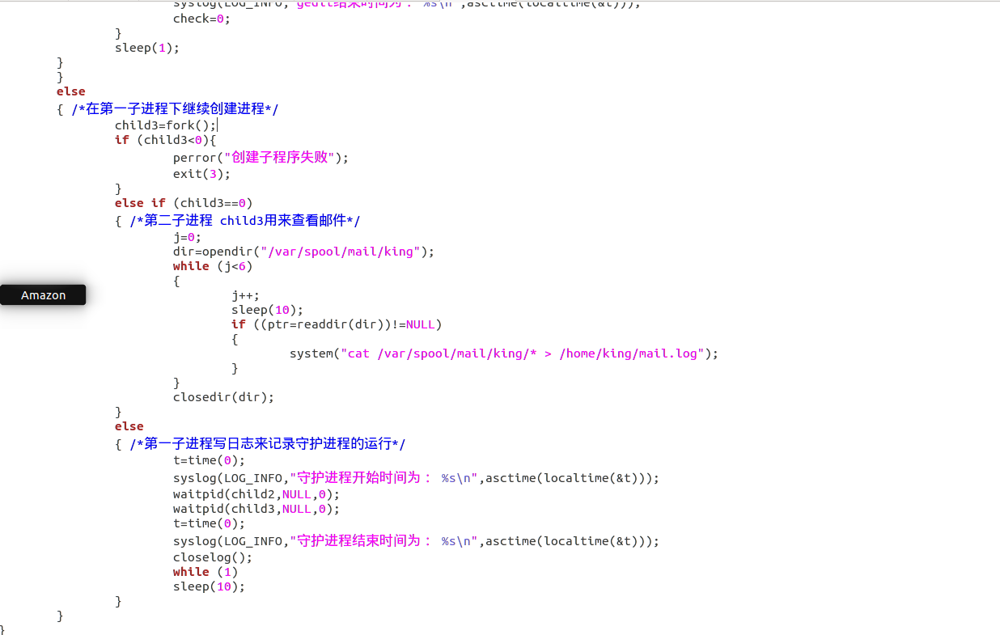 syslog(LOG_INFO,"gedit结束时间为： %s\n",asctime(localtime(&t)));
check=0;
}
sleep(1);
}
}
else
{ /*在第一子进程下继续创建进程*/
child3=fork();
if (child3<0){
perror("创建子程序失败");
exit(3);
}
else if (child3==0)
{ /*第二子进程 child3用来查看邮件*/
j=0;
dir=opendir("/var/spool/mail/king");
while (j<6)
{
Amazon
j++;
sleep(10);
if ((ptr=readdir(dir))!=NULL)
{
system("cat /var/spool/mail/king/* > /home/king/mail.log");
}
}
closedir(dir);
}
else
{ /*第一子进程写日志来记录守护进程的运行*/
t=time(0);
syslog(LOG_INFO,"守护进程开始时间为： %s\n",asctime(localtime(&t)));
waitpid(child2,NULL,0);
waitpid(child3,NULL,0);
t=time(0);
syslog(LOG_INFO,"守护进程结束时间为： %s\n",asctime(localtime(&t)));
closelog();
while (1)
sleep(10);
}
}
}